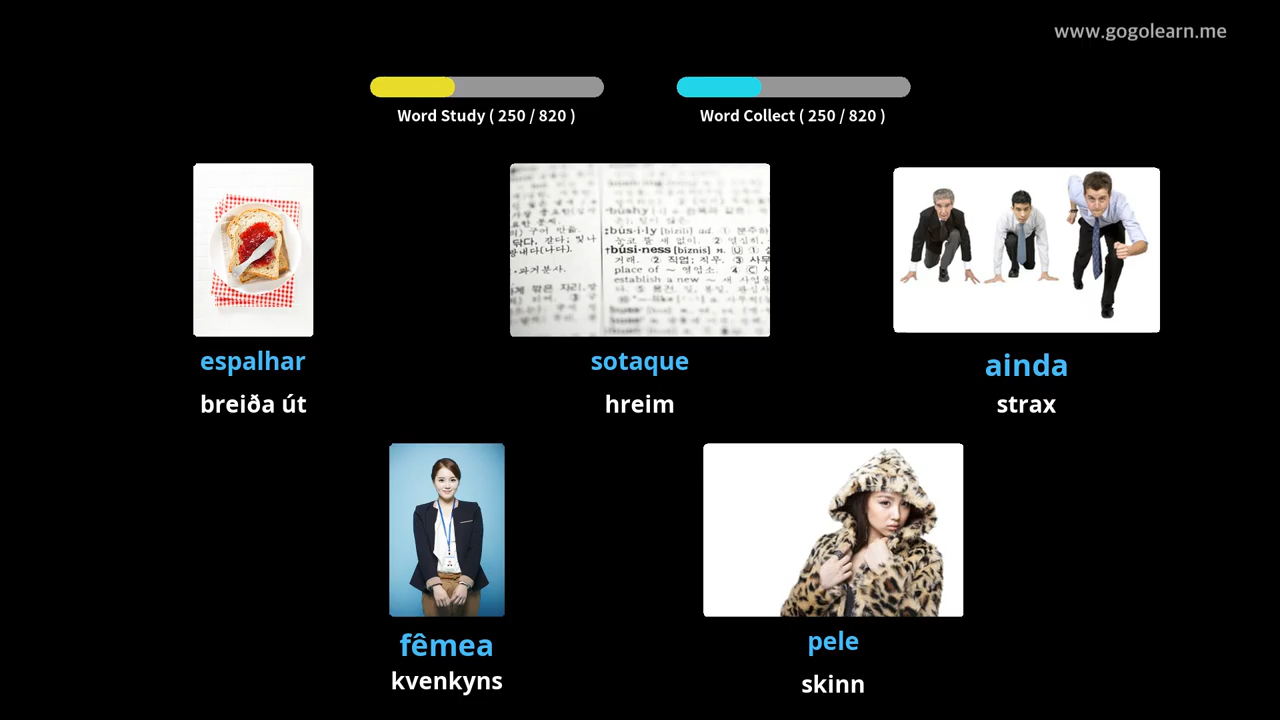 www.gogolearn.me
Word Study ( 250 / 820 )
Word Collect ( 250 / 820 )
espalhar
breiða út
sotaque
hreim
ainda
strax
fêmea
kvenkyns
pele
skinn